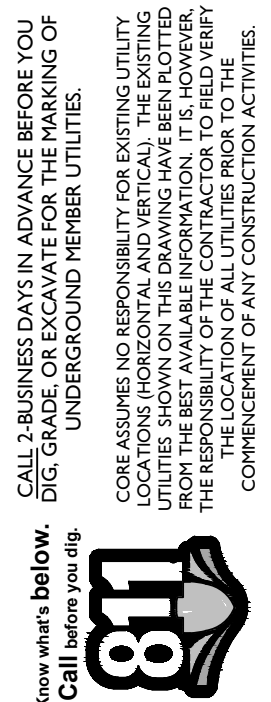 Know what's below.
Call before you dig.
811
CALL 2-BUSINESS DAYS IN ADVANCE BEFORE YOU
DIG, GRADE, OR EXCAVATE FOR THE MARKING OF
UNDERGROUND MEMBER UTILITIES.
CORE ASSUMES NO RESPONSIBILITY FOR EXISTING UTILITY
LOCATIONS (HORIZONTAL AND VERTICAL). THE EXISTING
UTILITIES SHOWN ON THIS DRAWING HAVE BEEN PLOTTED
FROM THE BEST AVAILABLE INFORMATION. IT IS, HOWEVER,
THE RESPONSIBILITY OF THE CONTRACTOR TO FIELD VERIFY
THE LOCATION OF ALL UTILITIES PRIOR TO THE
COMMENCEMENT OF ANY CONSTRUCTION ACTIVITIES.